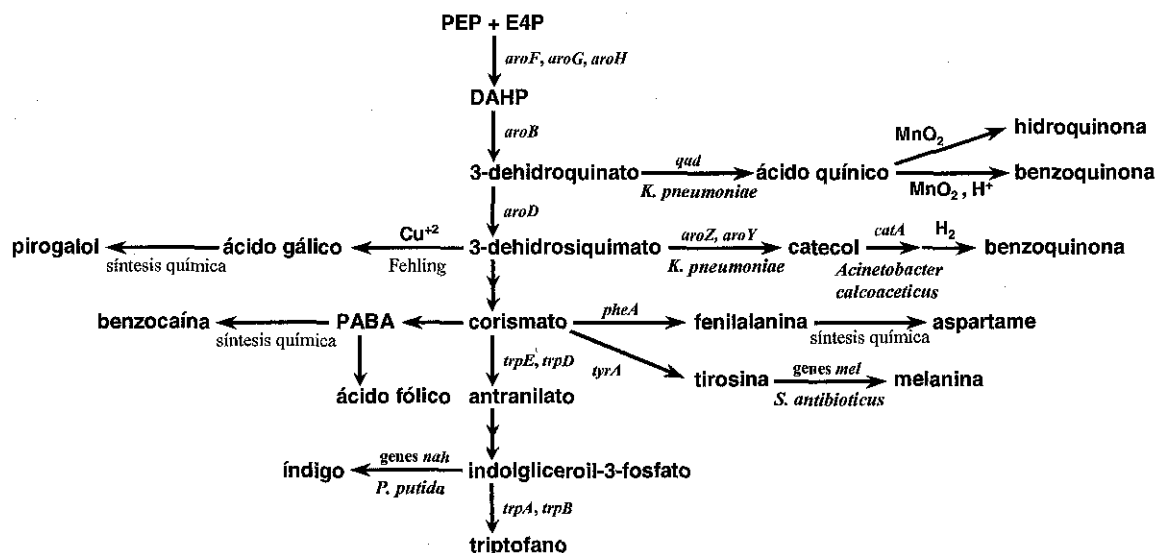 PEP + E4P
aroF, aroG, aroH
DAHP
aroB
MnO2
hidroquinona
3-dehidroquinato
qad
K. pneumoniae
ácido quínico
MnO2, H+
benzoquinona
aroD
pirogalol
síntesis química
ácido gálico
Cu+2
Fehling
3-dehidrosiquimato
aroZ, aroY
K. pneumoniae
catecol
catA
Acinetobacter
calcoaceticus
H2
benzoquinona
benzocaína
síntesis química
PABA
corismato
pheA
fenilalanina
síntesis química
aspartame
trpE, trpD
tyrA
tirosina
genes mel
S. antibioticus
melanina
ácido fólico
antranilato
índigo
genes nah
P. putida
indolgliceroil-3-fosfato
trpA, trpB
triptofano